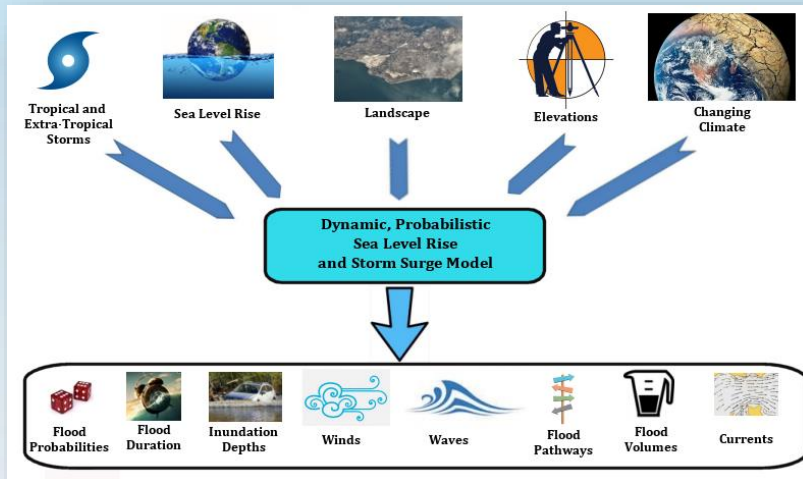 Tropical and
Extra-Tropical
Storms
Sea Level Rise
Landscape
Elevations
Changing
Climate
Dynamic, Probabilistic
Sea Level Rise
and Storm Surge Model
Flood
Probabilities
Flood
Duration
Inundation
Depths
Winds
Waves
Flood
Pathways
Flood
Volumes
Currents